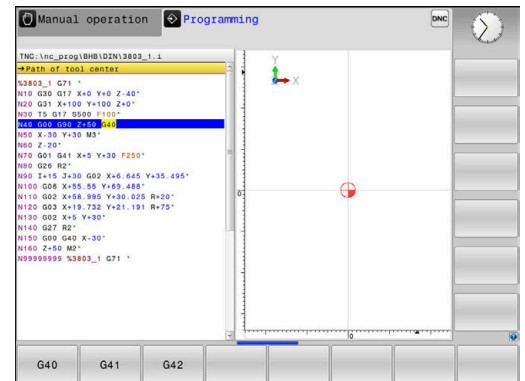 Manual operation
Programming
DNC
TNC:\nc_prog\BHB\DIN\3803_1.i
→Path of tool center
%3803_1 G71 *
N10 G30 G17 X+0 Y+0 Z-40*
N20 G31 X+100 Y+100 Z+0*
N30 T5 G17 S500 F100*
N40 G00 G90 Z+50 G40
N50 X-30 Y+30 M3*
N60 Z-20*
N70 G01 G41 X+5 Y+30 F250*
N80 G26 R2*
N90 I+15 J+30 G02 X+6.645 Y+35.495*
N100 G06 X+55.55 Y+69.488*
N110 G02 X+58.995 Y+30.025 R+20*
N120 G03 X+19.732 Y+21.191 R+75*
N130 G02 X+5 Y+30*
N140 G27 R2*
N150 G00 G40 X-30*
N160 Z+50 M2*
N99999999 %3803_1 G71 *
Y
X
0
0
G40
G41
G42